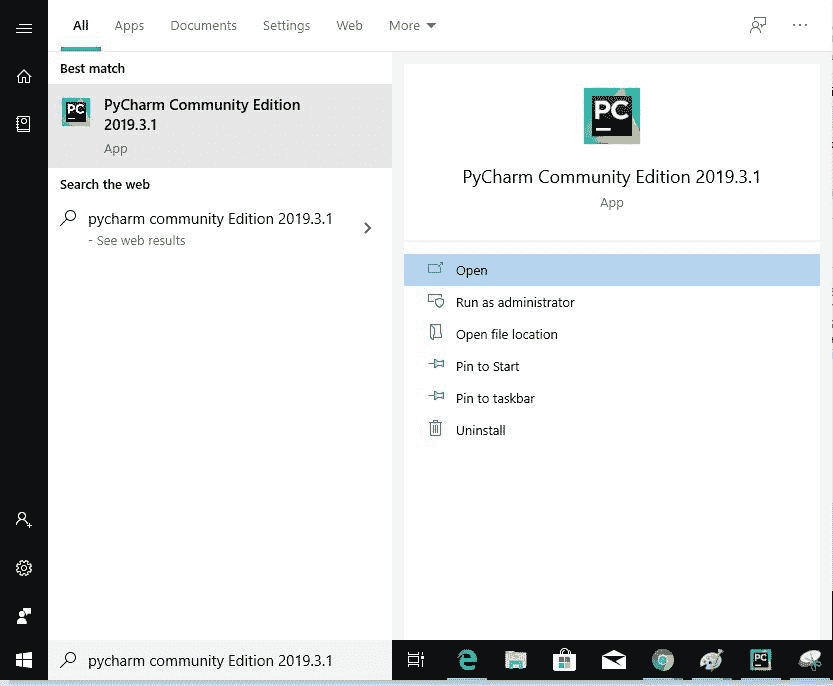 All Apps Documents Settings Web More
Best match
PyCharm Community Edition
2019.3.1
App
Search the web
pycharm community Edition 2019.3.1
- See web results
PC
PyCharm Community Edition 2019.3.1
App
Open
Run as administrator
Open file location
Pin to Start
Pin to taskbar
Uninstall
pycharm community Edition 2019.3.1